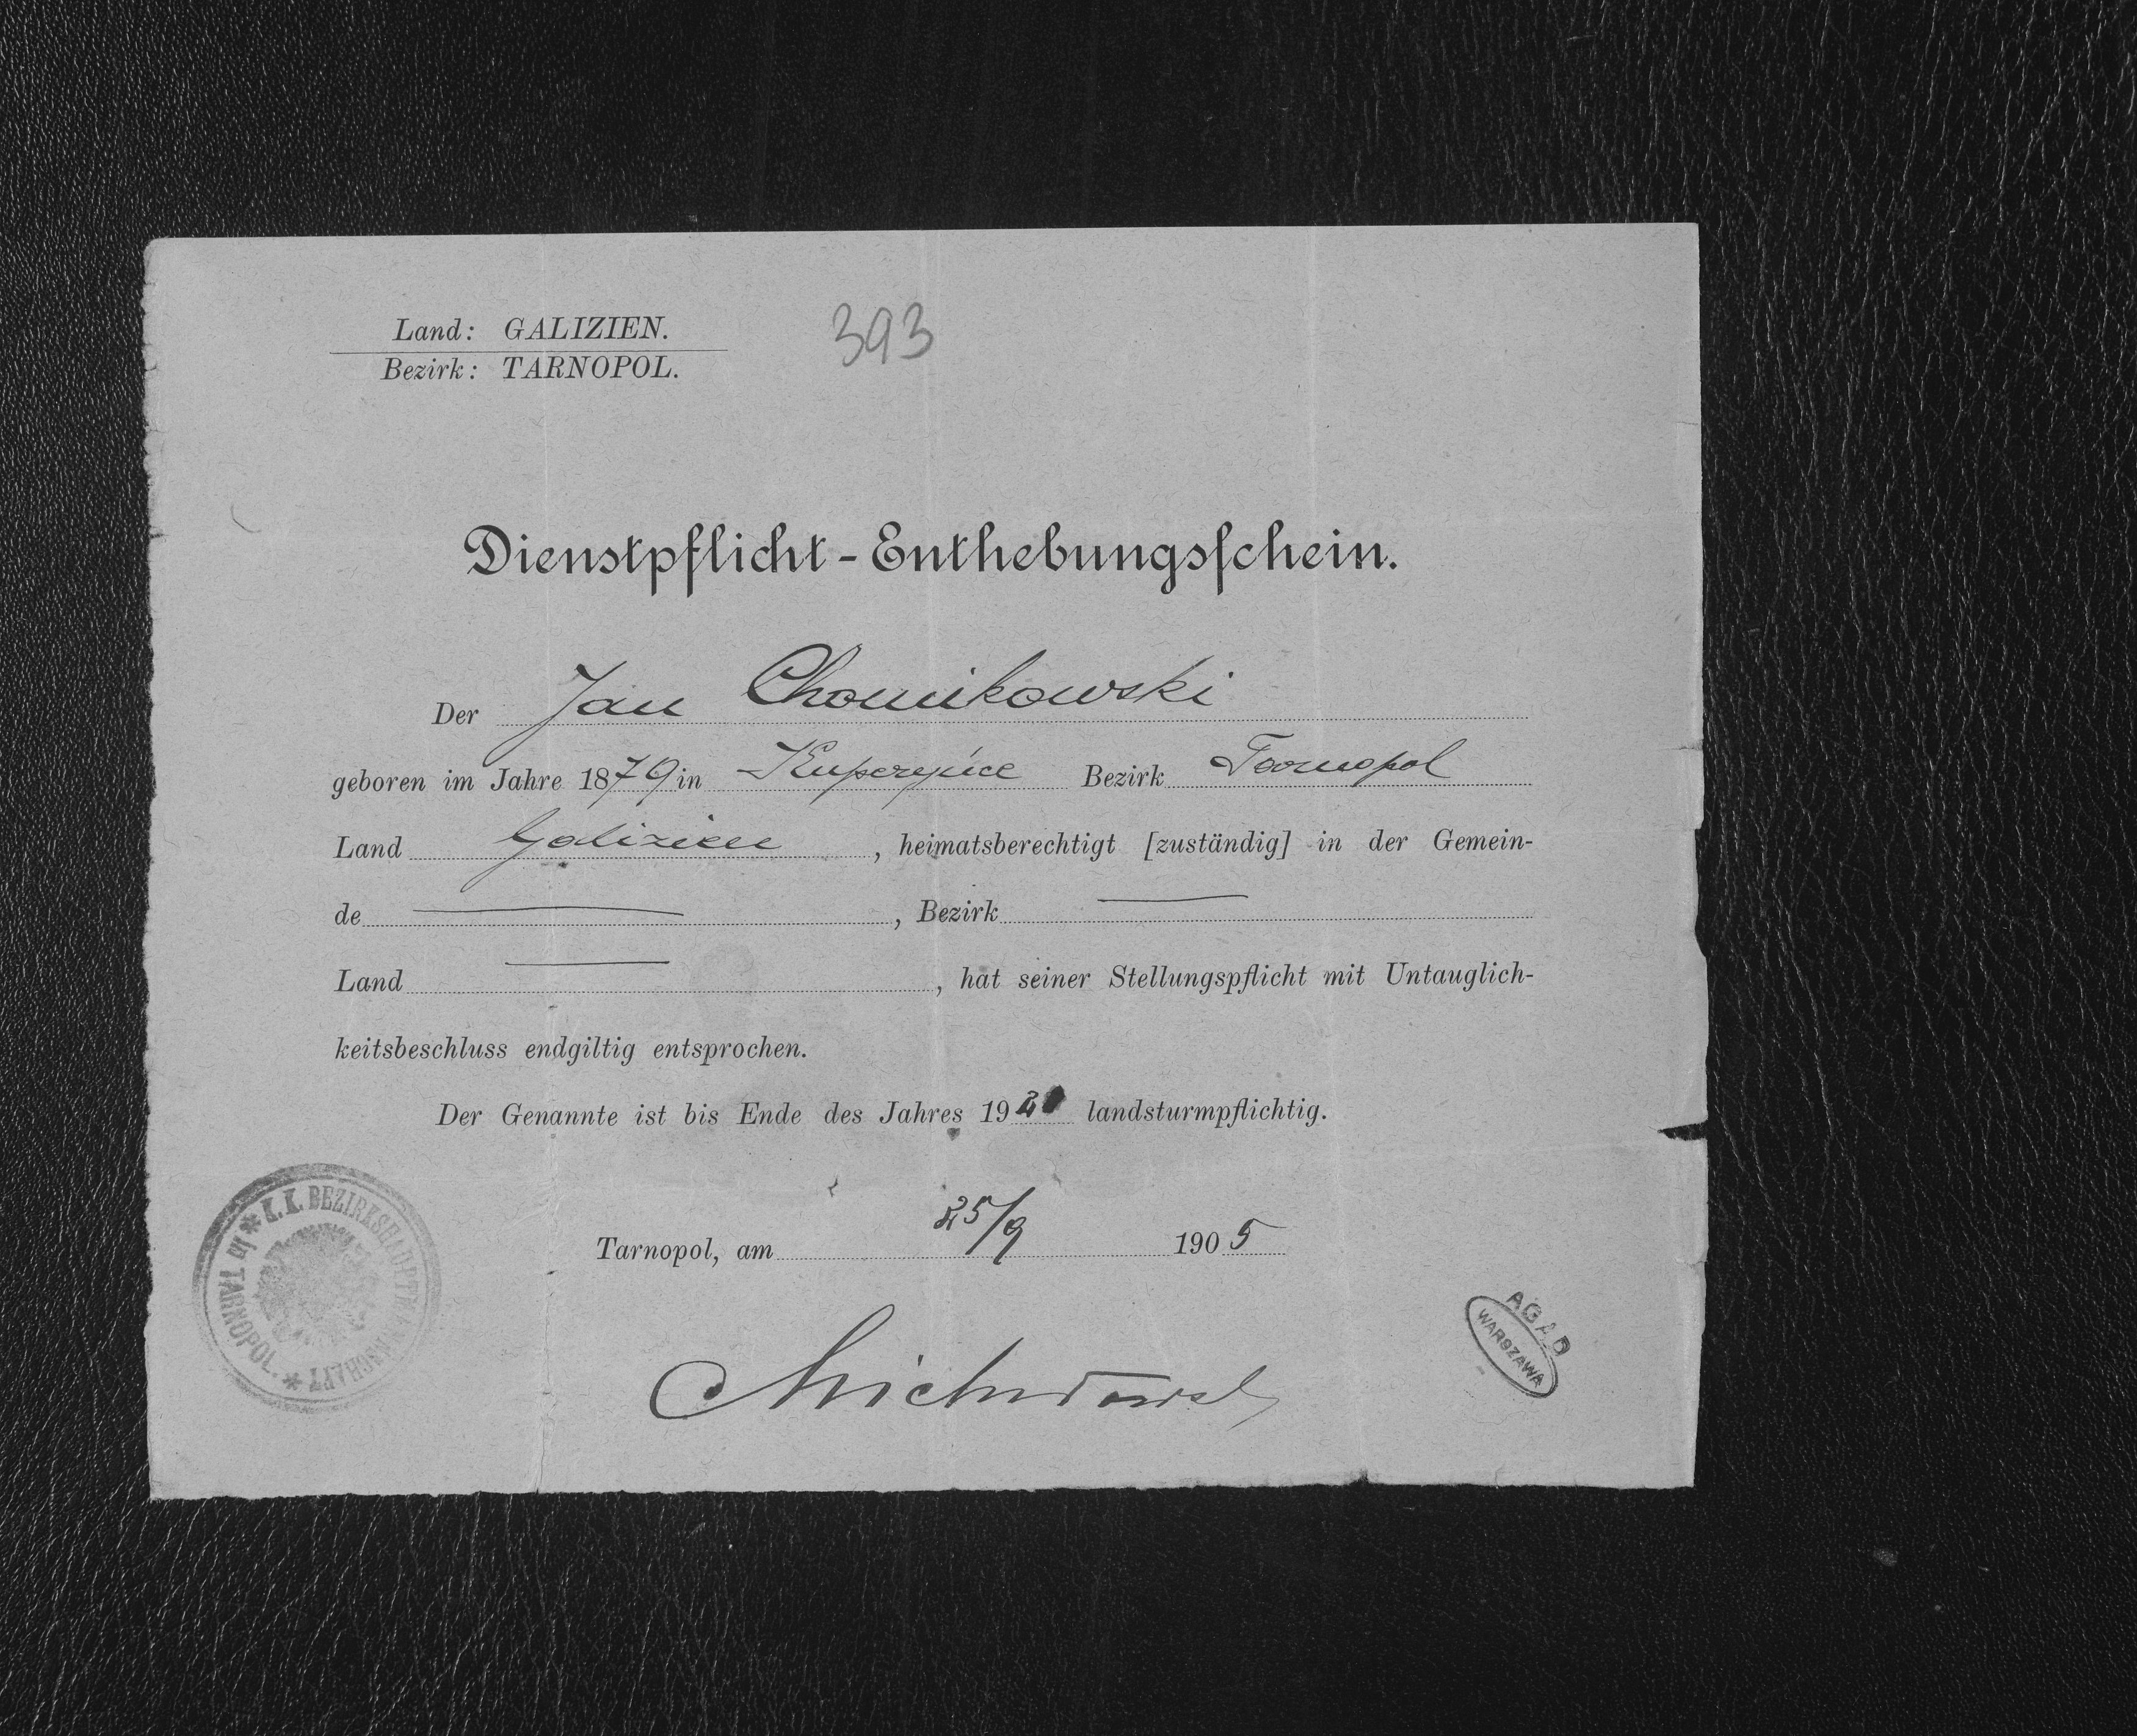 Land: GALIZIEN.
393
Bezirk: TARNOPOL.
Dienstpflicht-Enthebungsschein.
Der Jan Chomikowski
geboren im Jahre 1879 in Bezirk Tarnopol
Land Galizien, heimatsberechtigt [zuständig] in der Gemein-
de, Bezirk
Land, hat seiner Stellungspflicht mit Untauglich-
keitsbeschluss endgiltig entsprochen.
Der Genannte ist bis Ende des Jahres 19 landsturmpflichtig.
Tarnopol, am 25/9 1905
* K. K. BEZIRKSHAUPTMANNSCHAFT * in TARNOPOL.
AGAD
WARSZAWA